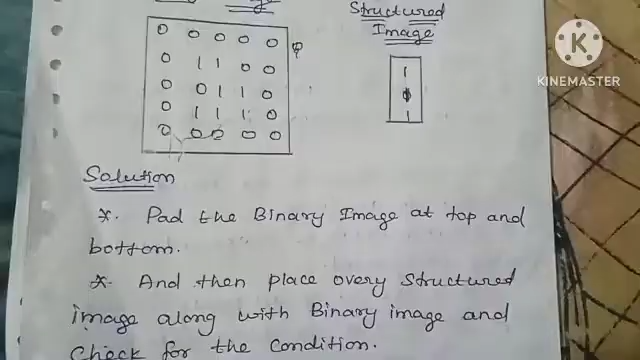 Structured
Image
KINEMASTER
0 0 0 0 0
0 1 1 0 0
0 0 1 1 0
0 1 1 1 0
0 0 0 0 0
1
1
Solution
*. Pad the Binary Image at top and
bottom.
*. And then place overy structured
image along with Binary image and
Check for the condition.